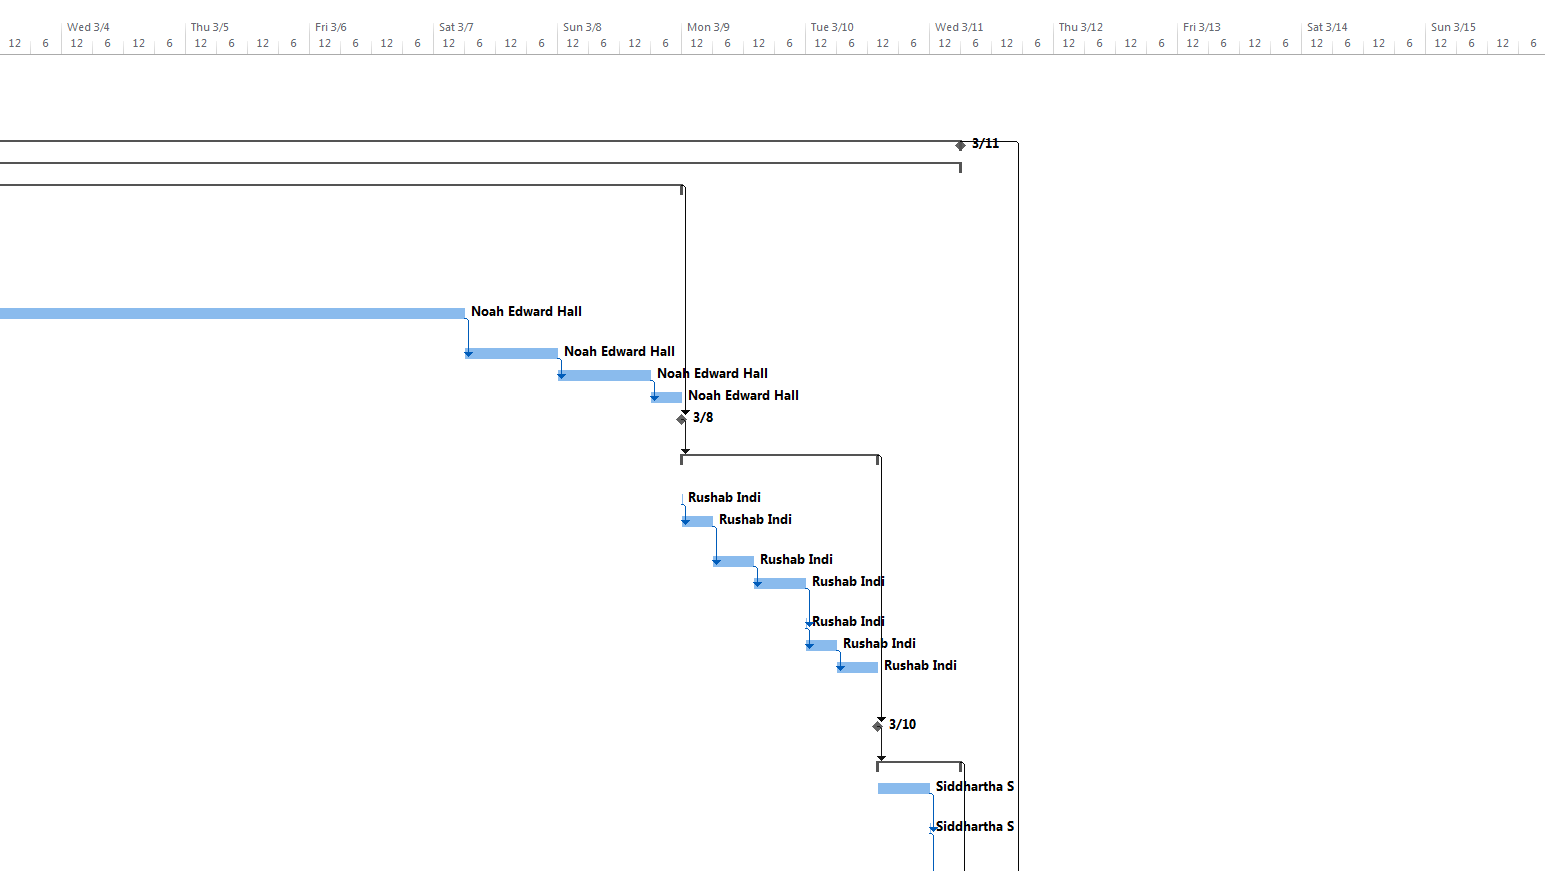 Wed 3/4 Thu 3/5 Fri 3/6 Sat 3/7 Sun 3/8 Mon 3/9 Tue 3/10 Wed 3/11 Thu 3/12 Fri 3/13 Sat 3/14 Sun 3/15
12 6 12 6 12 6 12 6 12 6 12 6 12 6 12 6 12 6 12 6 12 6 12 6 12 6 12 6 12 6 12 6 12 6 12 6 12 6 12 6 12 6 12 6 12 6 12 6 12 6
3/11
Noah Edward Hall
Noah Edward Hall
Noah Edward Hall
Noah Edward Hall
3/8
Rushab Indi
Rushab Indi
Rushab Indi
Rushab Indi
Rushab Indi
Rushab Indi
Rushab Indi
3/10
Siddhartha S
Siddhartha S